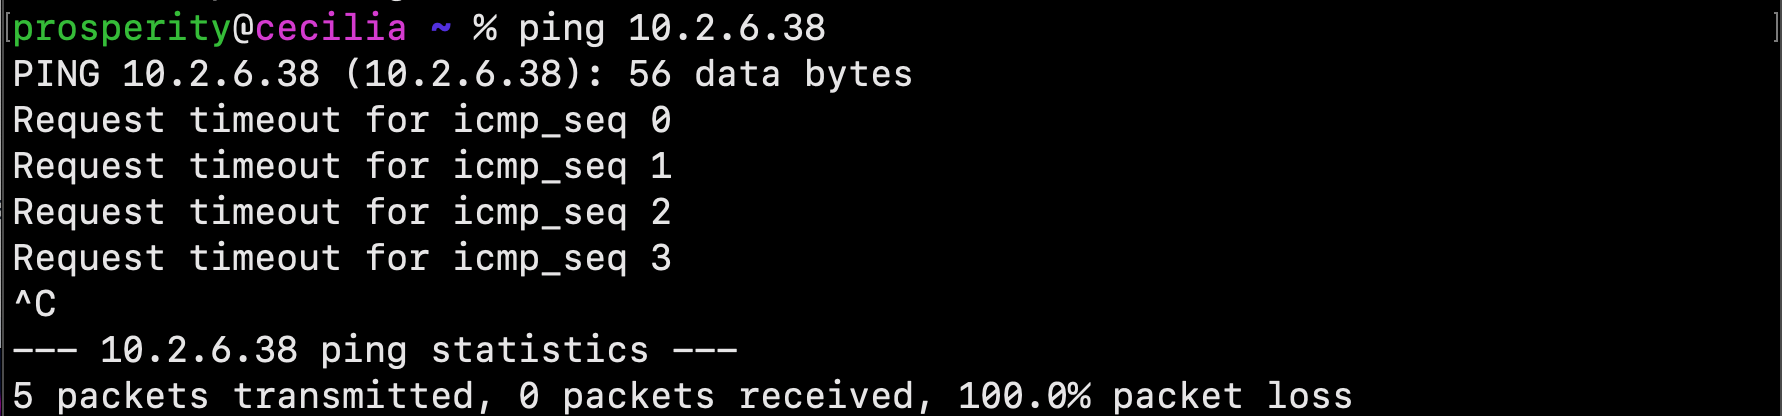 [prosperity@cecilia ~ % ping 10.2.6.38 ]
PING 10.2.6.38 (10.2.6.38): 56 data bytes
Request timeout for icmp_seq 0
Request timeout for icmp_seq 1
Request timeout for icmp_seq 2
Request timeout for icmp_seq 3
^C
--- 10.2.6.38 ping statistics ---
5 packets transmitted, 0 packets received, 100.0% packet loss